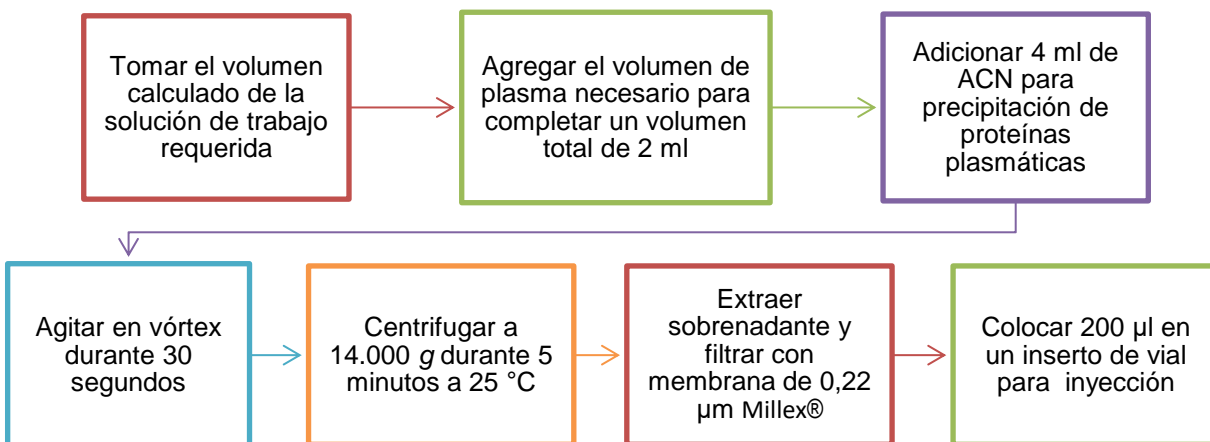 Tomar el volumen
calculado de la
solución de trabajo
requerida
Agregar el volumen de
plasma necesario para
completar un volumen
total de 2 ml
Adicionar 4 ml de
ACN para
precipitación de
proteínas
plasmáticas
Agitar en vórtex
durante 30
segundos
Centrifugar a
14.000 g durante 5
minutos a 25 °C
Extraer
sobrenadante y
filtrar con
membrana de 0,22
µm Millex®
Colocar 200 µl en
un inserto de vial
para inyección